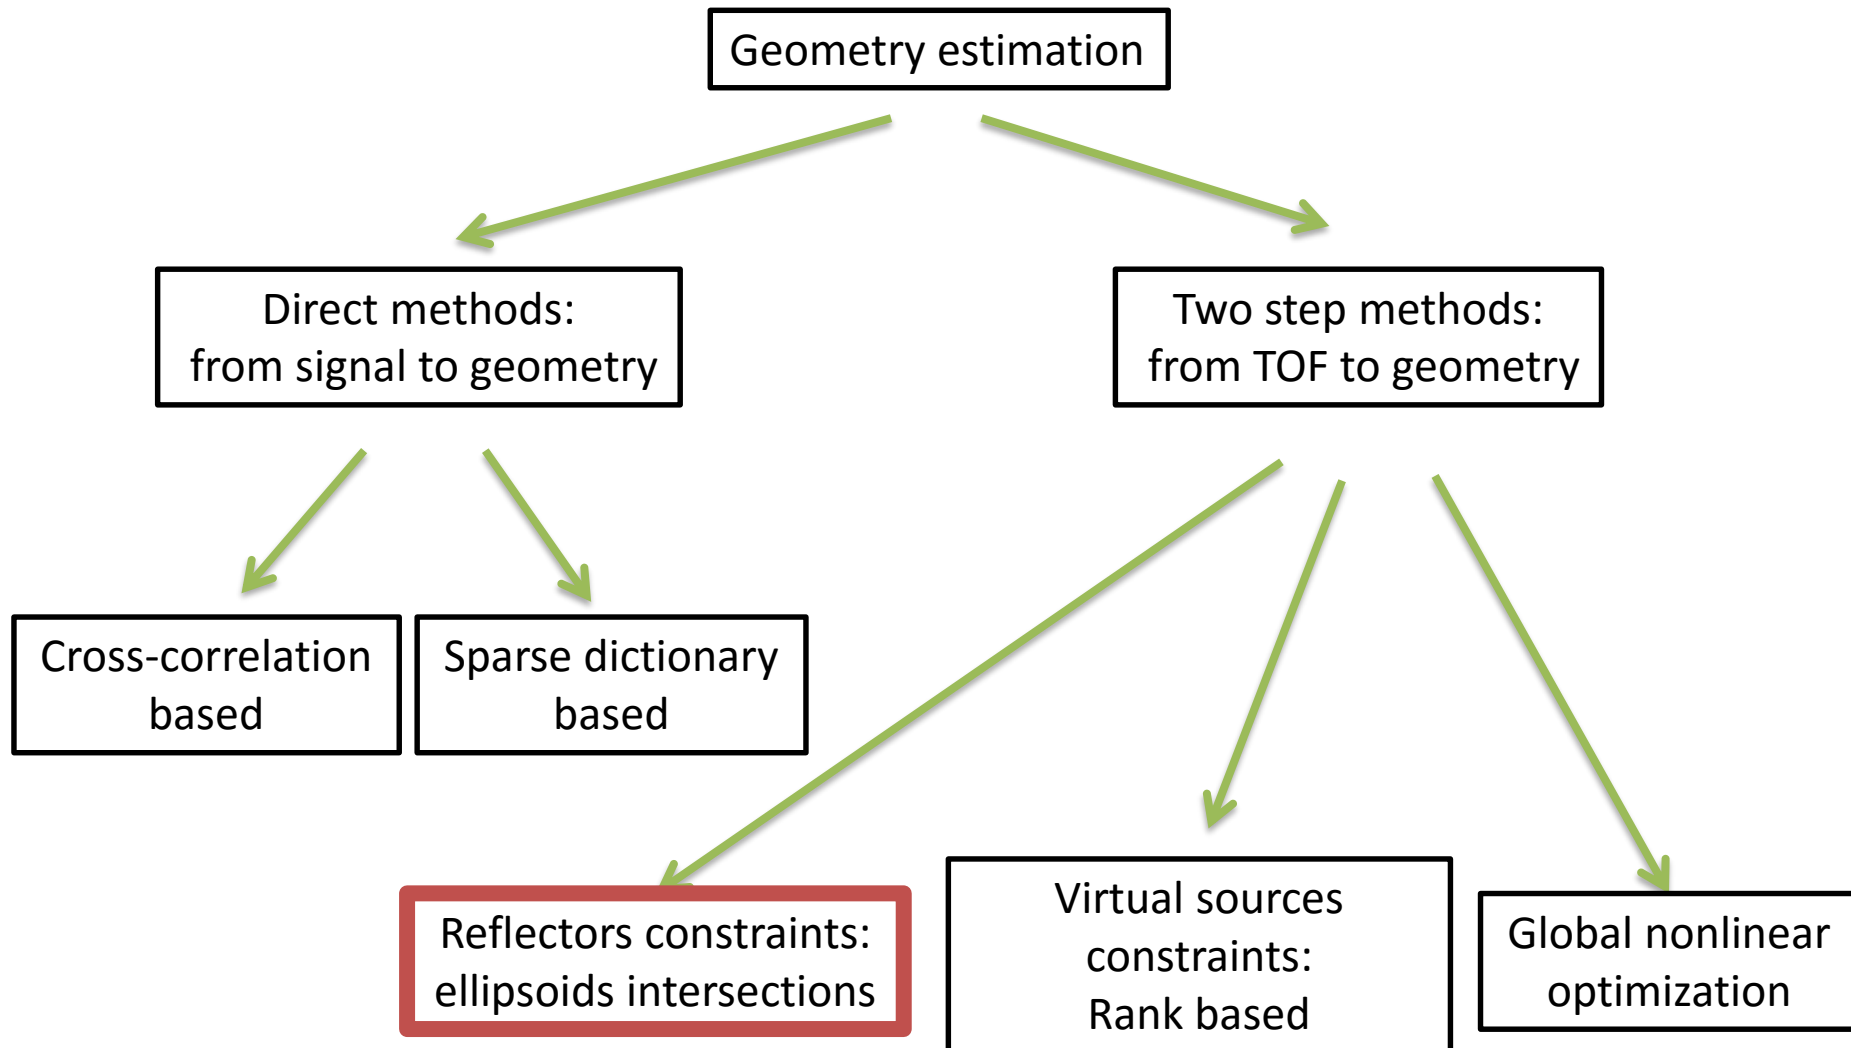 Geometry estimation
Direct methods:
from signal to geometry
Two step methods:
from TOF to geometry
Cross-correlation
based
Sparse dictionary
based
Reflectors constraints:
ellipsoids intersections
Virtual sources
constraints:
Rank based
Global nonlinear
optimization